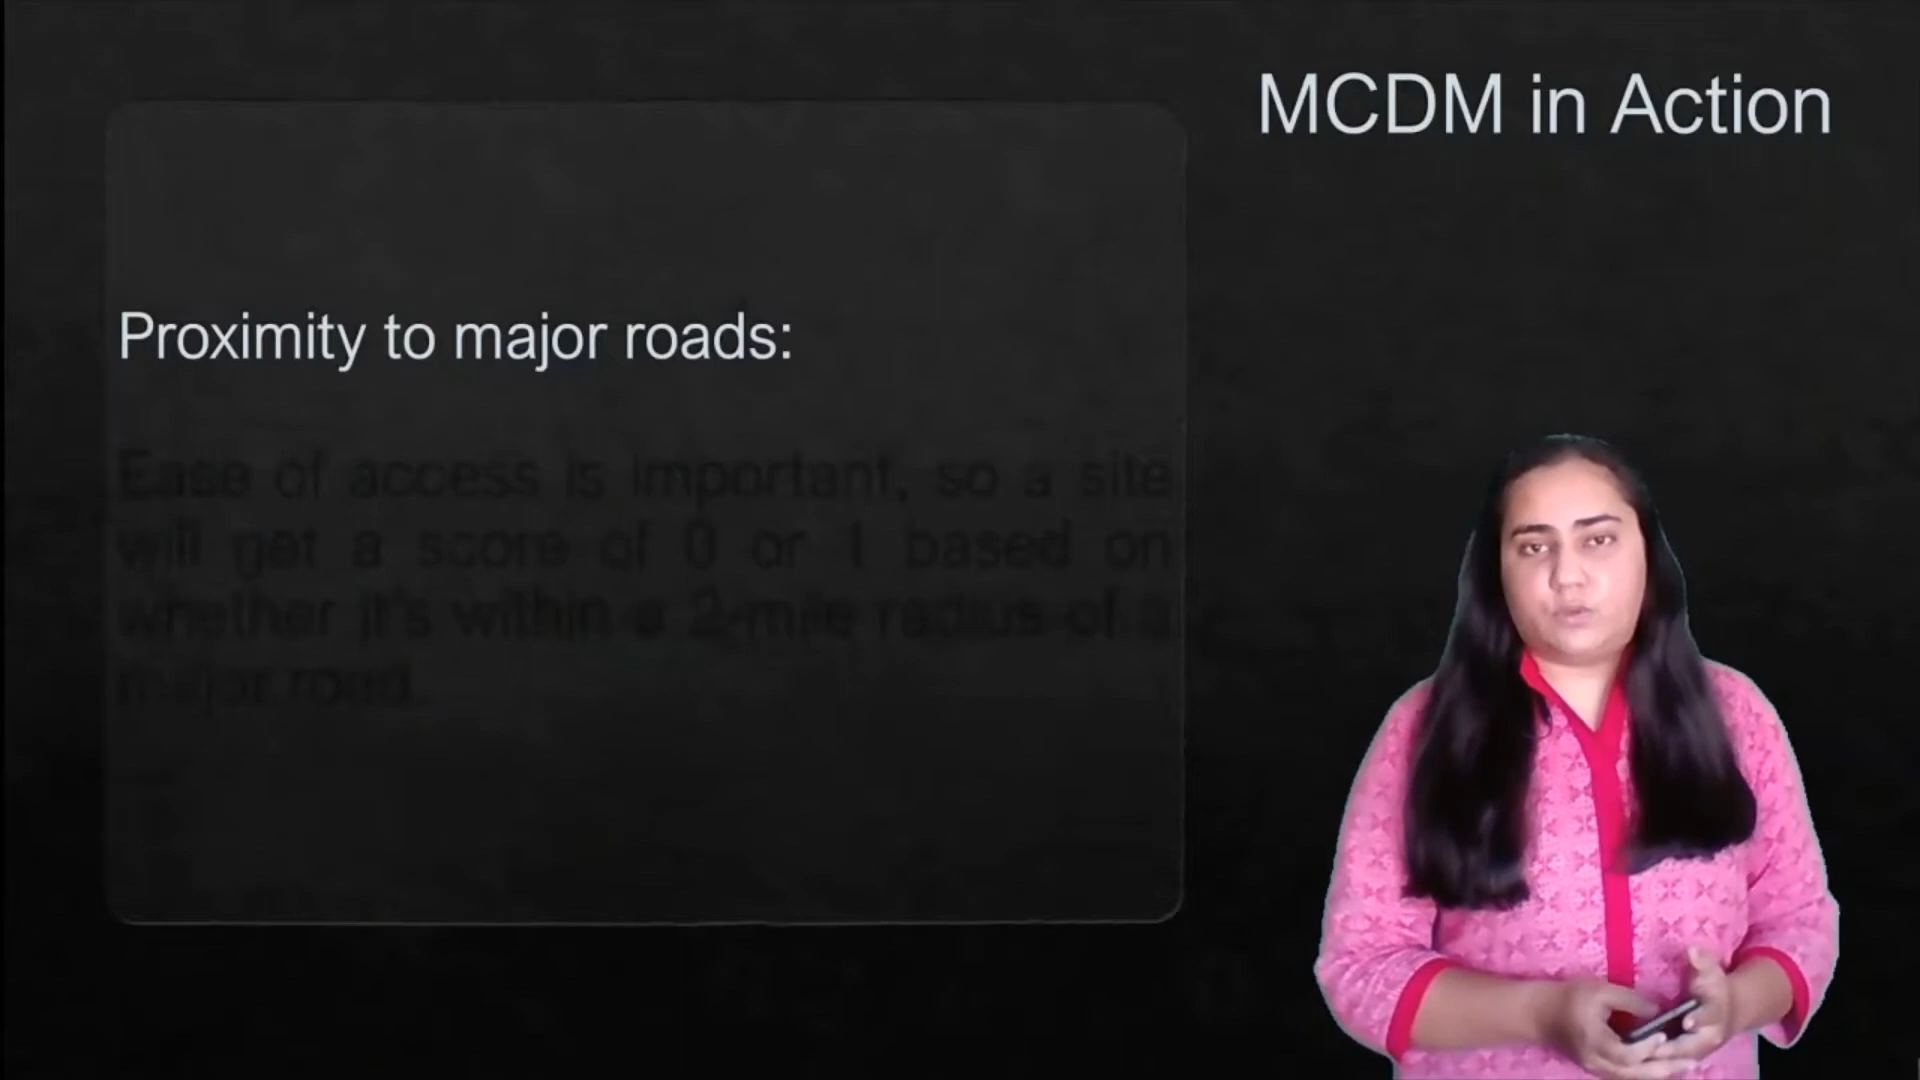 MCDM in Action
Proximity to major roads:
Ease of access is important, so a site
will get a score of 0 or 1 based on
whether it's within a 2-mile radius of a
major road.